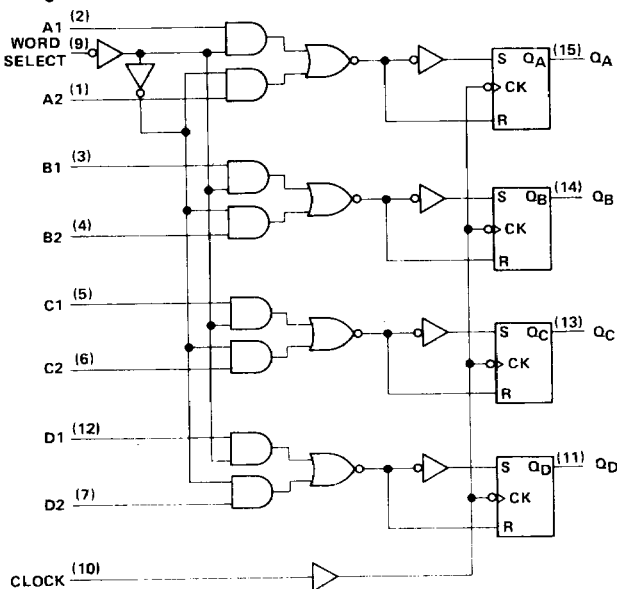 A1 (2)
WORD SELECT (9)
A2 (1)
S QA (15) QA
CK
R
B1 (3)
B2 (4)
S QB (14) QB
CK
R
C1 (5)
C2 (6)
S QC (13) QC
CK
R
D1 (12)
D2 (7)
S QD (11) QD
CK
R
CLOCK (10)